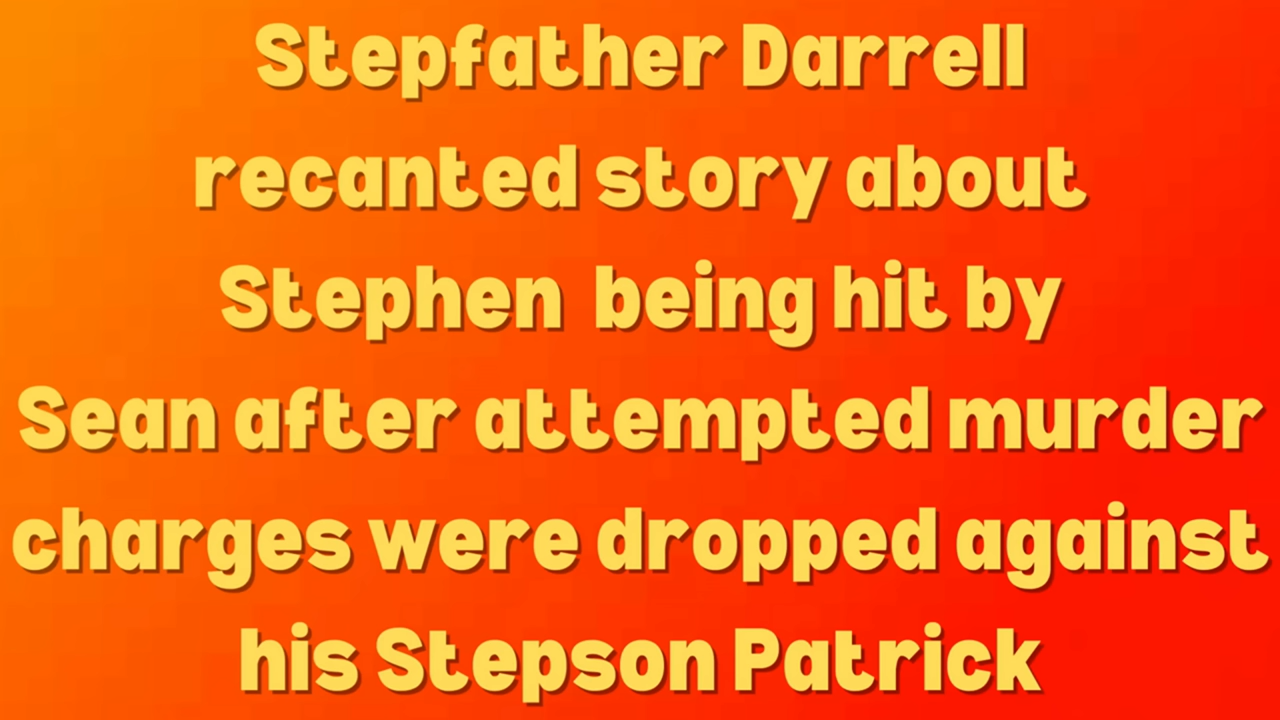 Stepfather Darrell
recanted story about
Stephen  being hit by
Sean after attempted murder
charges were dropped against
his Stepson Patrick